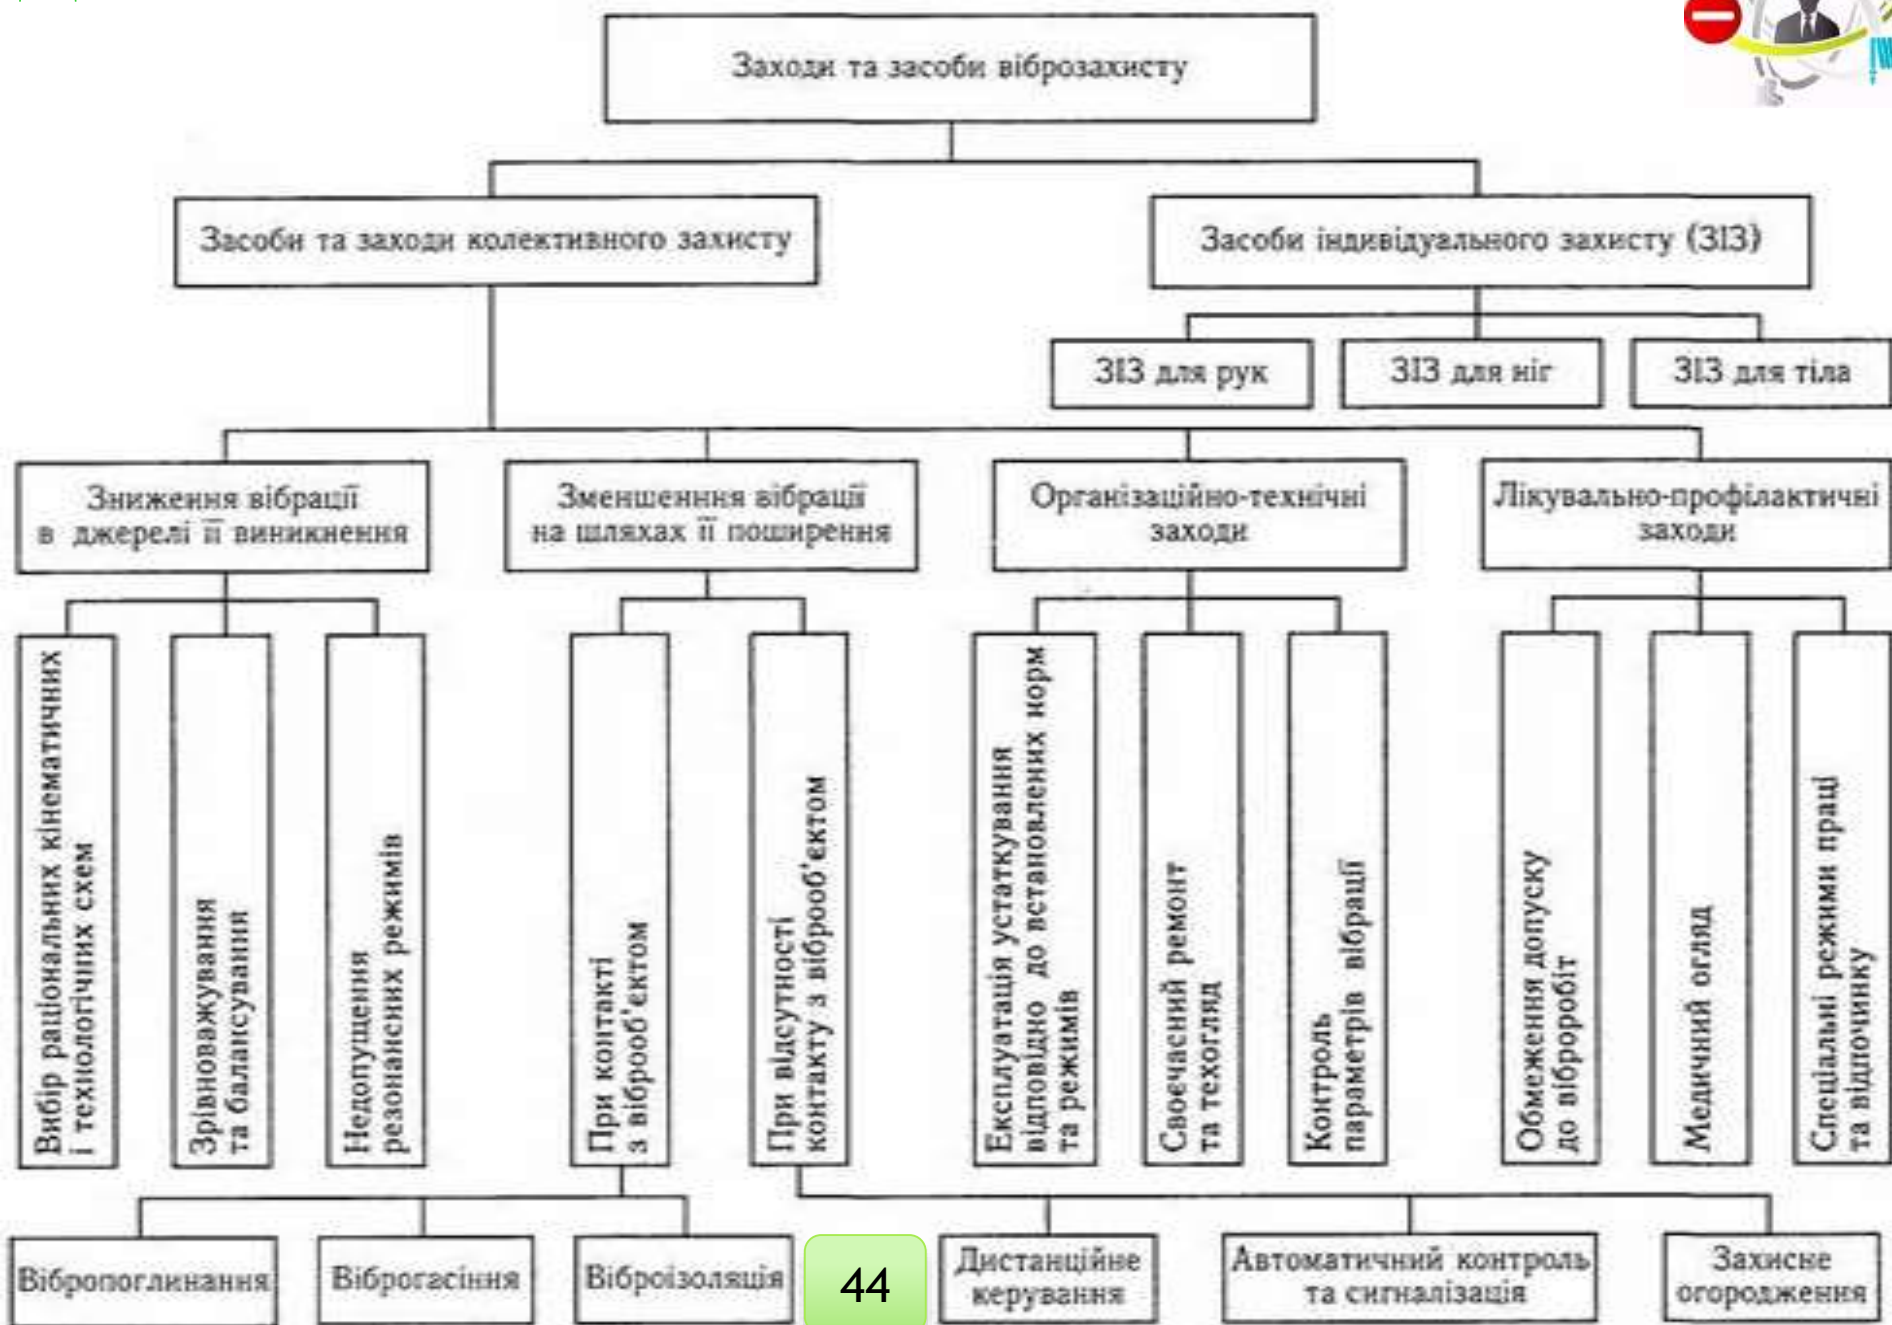 Заходи та засоби віброзахисту
Засоби та заходи колективного захисту
Засоби індивідуального захисту (ЗІЗ)
ЗІЗ для рук
ЗІЗ для ніг
ЗІЗ для тіла
Зниження вібрації
в джерелі її виникнення
Зменшенння вібрації
на шляхах її поширення
Організаційно-технічні
заходи
Лікувально-профілактичні
заходи
Вибір раціональних кінематичних
і технологічних схем
Зрівноважування
та балансування
Недопущення
резонансних режимів
При контакті
з віброоб'єктом
При відсутності
контакту з віброоб'єктом
Експлуатація устаткування
відповідно до встановлених норм
та режимів
Своєчасний ремонт
та техогляд
Контроль
параметрів вібрації
Обмеження допуску
до віброробіт
Медичний огляд
Спеціальні режими праці
та відпочинку
Вібропоглинання
Віброгасіння
Віброізоляція
44
Дистанційне
керування
Автоматичний контроль
та сигналізація
Захисне
огородження